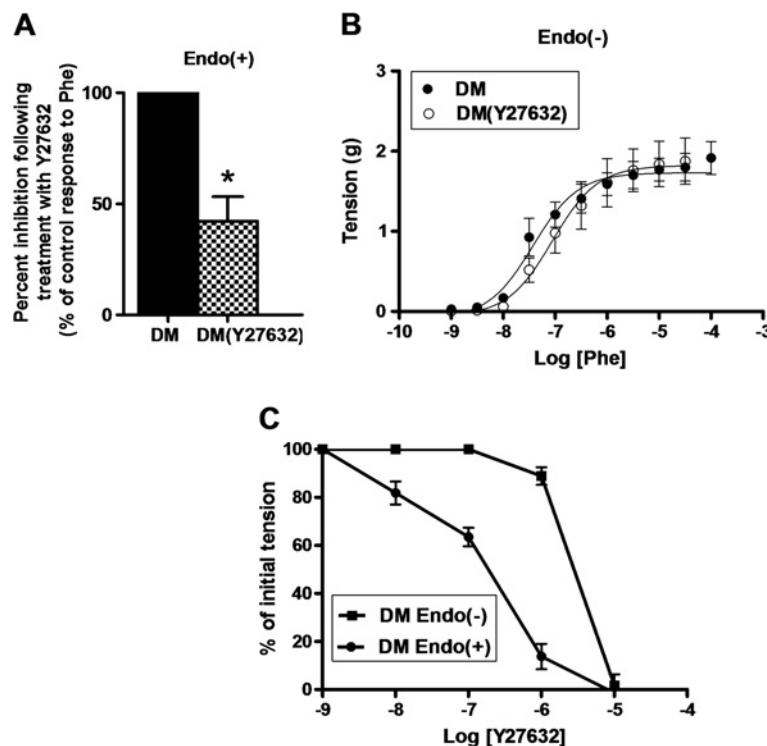 A
Endo(+)
Percent inhibition following
treatment with Y27632
(% of control response to Phe)
100
50
0
*
DM DM(Y27632)
B
Endo(-)
DM
DM(Y27632)
Tension (g)
3
2
1
0
-10 -9 -8 -7 -6 -5 -4 -3
Log [Phe]
C
% of initial tension
100
80
60
40
20
0
DM Endo(-)
DM Endo(+)
-9 -8 -7 -6 -5 -4
Log [Y27632]